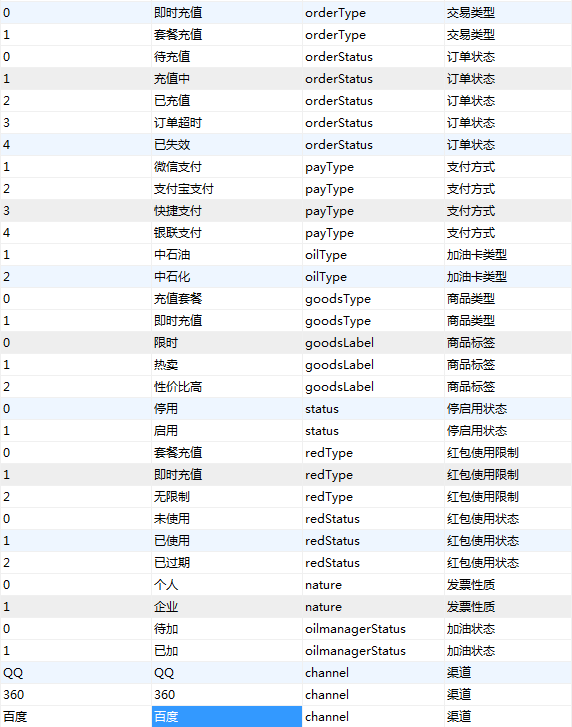 0 即时充值 orderType 交易类型
1 套餐充值 orderType 交易类型
0 待充值 orderStatus 订单状态
1 充值中 orderStatus 订单状态
2 已充值 orderStatus 订单状态
3 订单超时 orderStatus 订单状态
4 已失效 orderStatus 订单状态
1 微信支付 payType 支付方式
2 支付宝支付 payType 支付方式
3 快捷支付 payType 支付方式
4 银联支付 payType 支付方式
1 中石油 oilType 加油卡类型
2 中石化 oilType 加油卡类型
0 充值套餐 goodsType 商品类型
1 即时充值 goodsType 商品类型
0 限时 goodsLabel 商品标签
1 热卖 goodsLabel 商品标签
2 性价比高 goodsLabel 商品标签
0 停用 status 停启用状态
1 启用 status 停启用状态
0 套餐充值 redType 红包使用限制
1 即时充值 redType 红包使用限制
2 无限制 redType 红包使用限制
0 未使用 redStatus 红包使用状态
1 已使用 redStatus 红包使用状态
2 已过期 redStatus 红包使用状态
0 个人 nature 发票性质
1 企业 nature 发票性质
0 待加 oilmanagerStatus 加油状态
1 已加 oilmanagerStatus 加油状态
QQ QQ channel 渠道
360 360 channel 渠道
百度 百度 channel 渠道